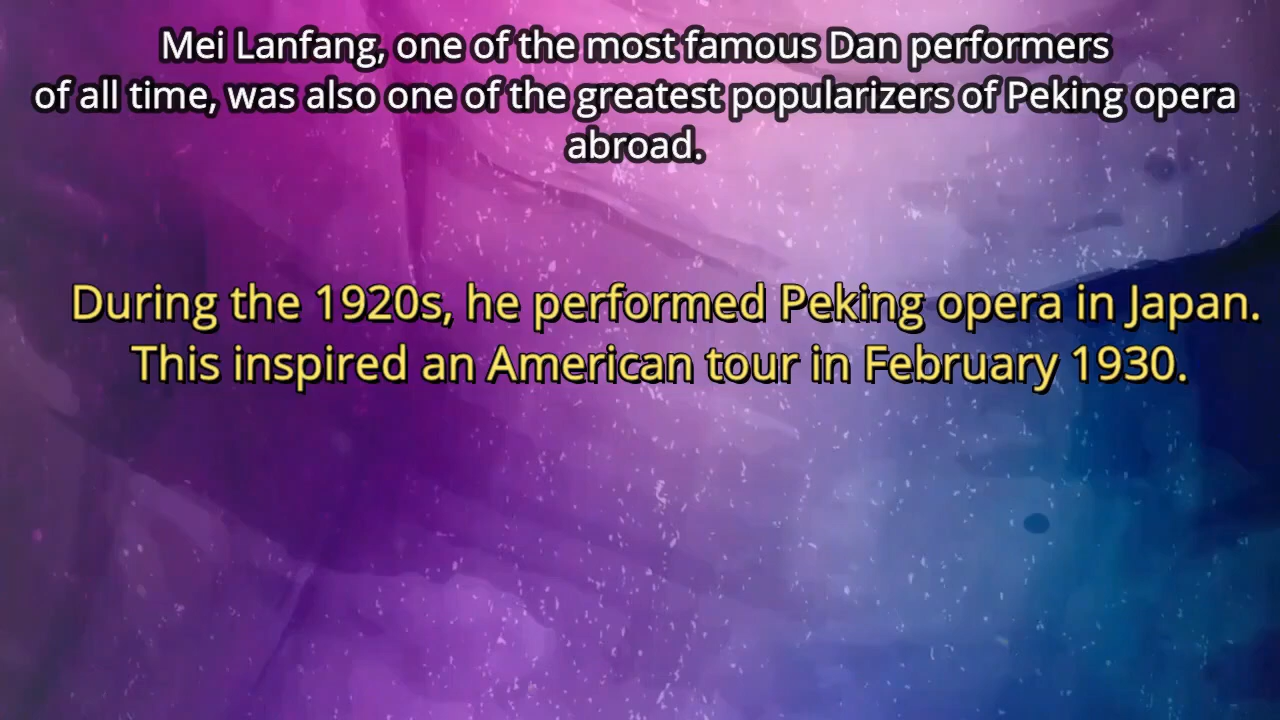 Mei Lanfang, one of the most famous Dan performers
of all time, was also one of the greatest popularizers of Peking opera
abroad.
During the 1920s, he performed Peking opera in Japan.
This inspired an American tour in February 1930.